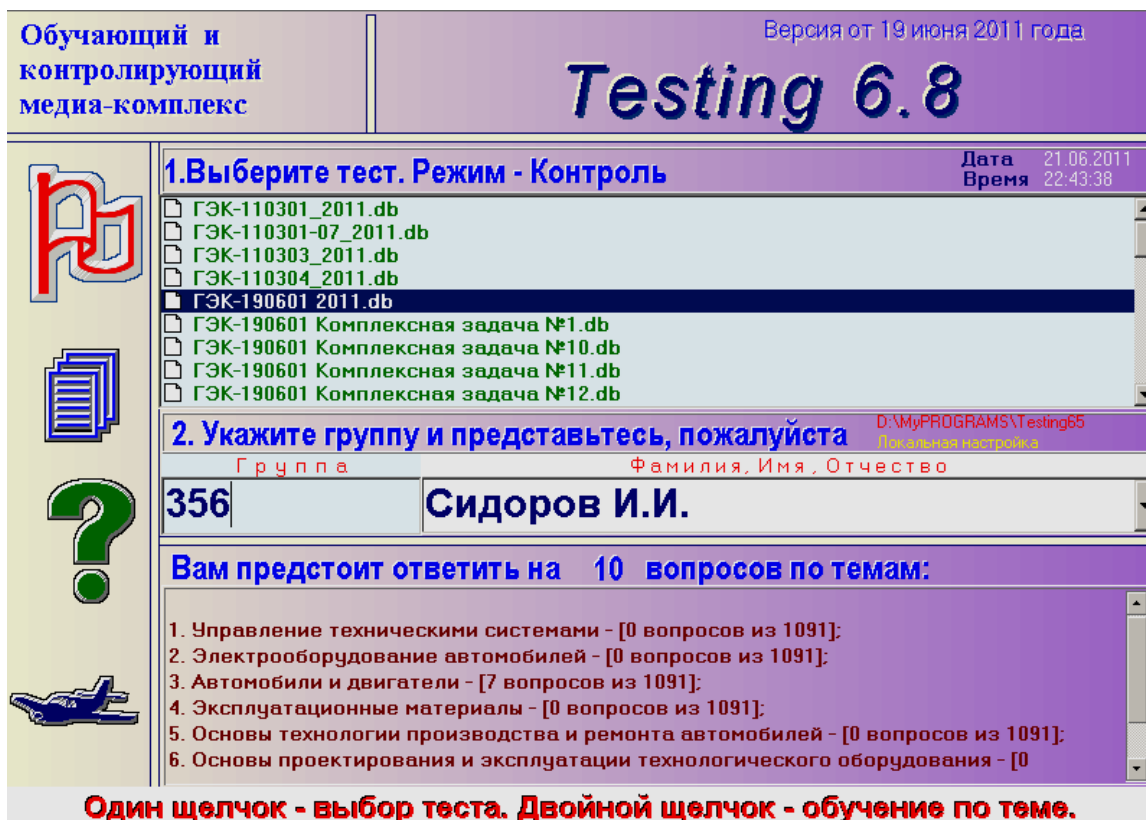 Обучающий и
контролирующий
медиа-комплекс
Версия от 19 июня 2011 года
Testing 6.8
1.Выберите тест. Режим - Контроль
Дата 21.06.2011
Время 22:43:38
ГЭК-110301_2011.db
ГЭК-110301-07_2011.db
ГЭК-110303_2011.db
ГЭК-110304_2011.db
ГЭК-190601 2011.db
ГЭК-190601 Комплексная задача №1.db
ГЭК-190601 Комплексная задача №10.db
ГЭК-190601 Комплексная задача №11.db
ГЭК-190601 Комплексная задача №12.db
2. Укажите группу и представьтесь, пожалуйста
D:\MyPROGRAMS\Testing65
Локальная настройка
Группа Фамилия, Имя, Отчество
356 Сидоров И.И.
Вам предстоит ответить на 10 вопросов по темам:
1. Управление техническими системами - [0 вопросов из 1091];
2. Электрооборудование автомобилей - [0 вопросов из 1091];
3. Автомобили и двигатели - [7 вопросов из 1091];
4. Эксплуатационные материалы - [0 вопросов из 1091];
5. Основы технологии производства и ремонта автомобилей - [0 вопросов из 1091];
6. Основы проектирования и эксплуатации технологического оборудования - [0
Один щелчок - выбор теста. Двойной щелчок - обучение по теме.